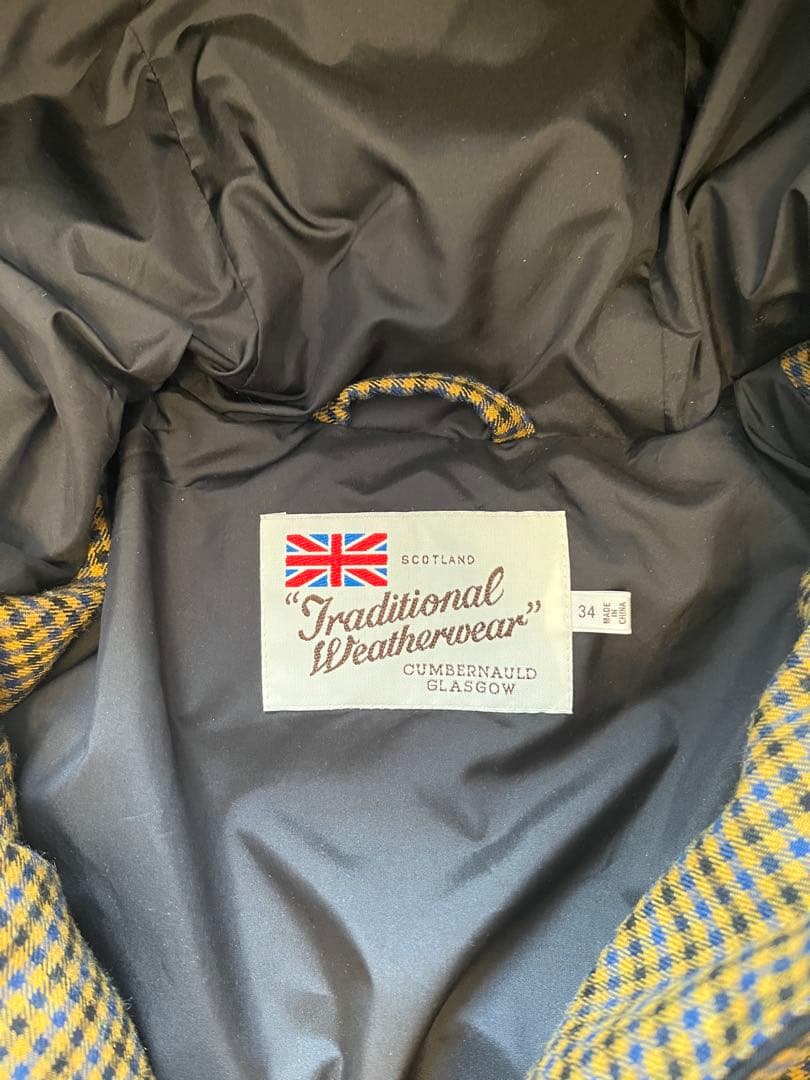 SCOTLAND
"Traditional
Weatherwear"
CUMBERNAULD
GLASGOW
34
MADE
IN
CHINA